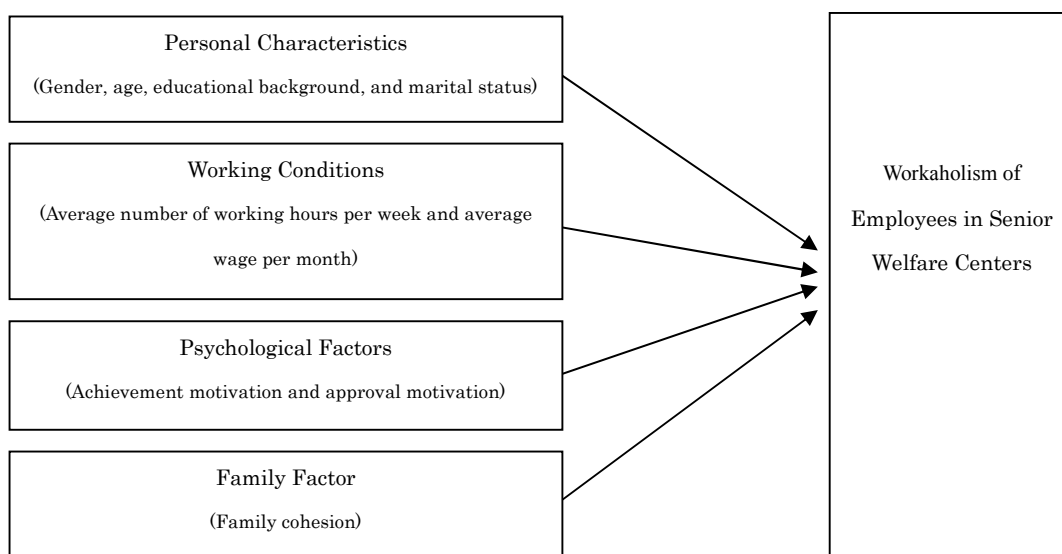 Personal Characteristics
(Gender, age, educational background, and marital status)
Working Conditions
(Average number of working hours per week and average
wage per month)
Psychological Factors
(Achievement motivation and approval motivation)
Family Factor
(Family cohesion)
Workaholism of
Employees in Senior
Welfare Centers